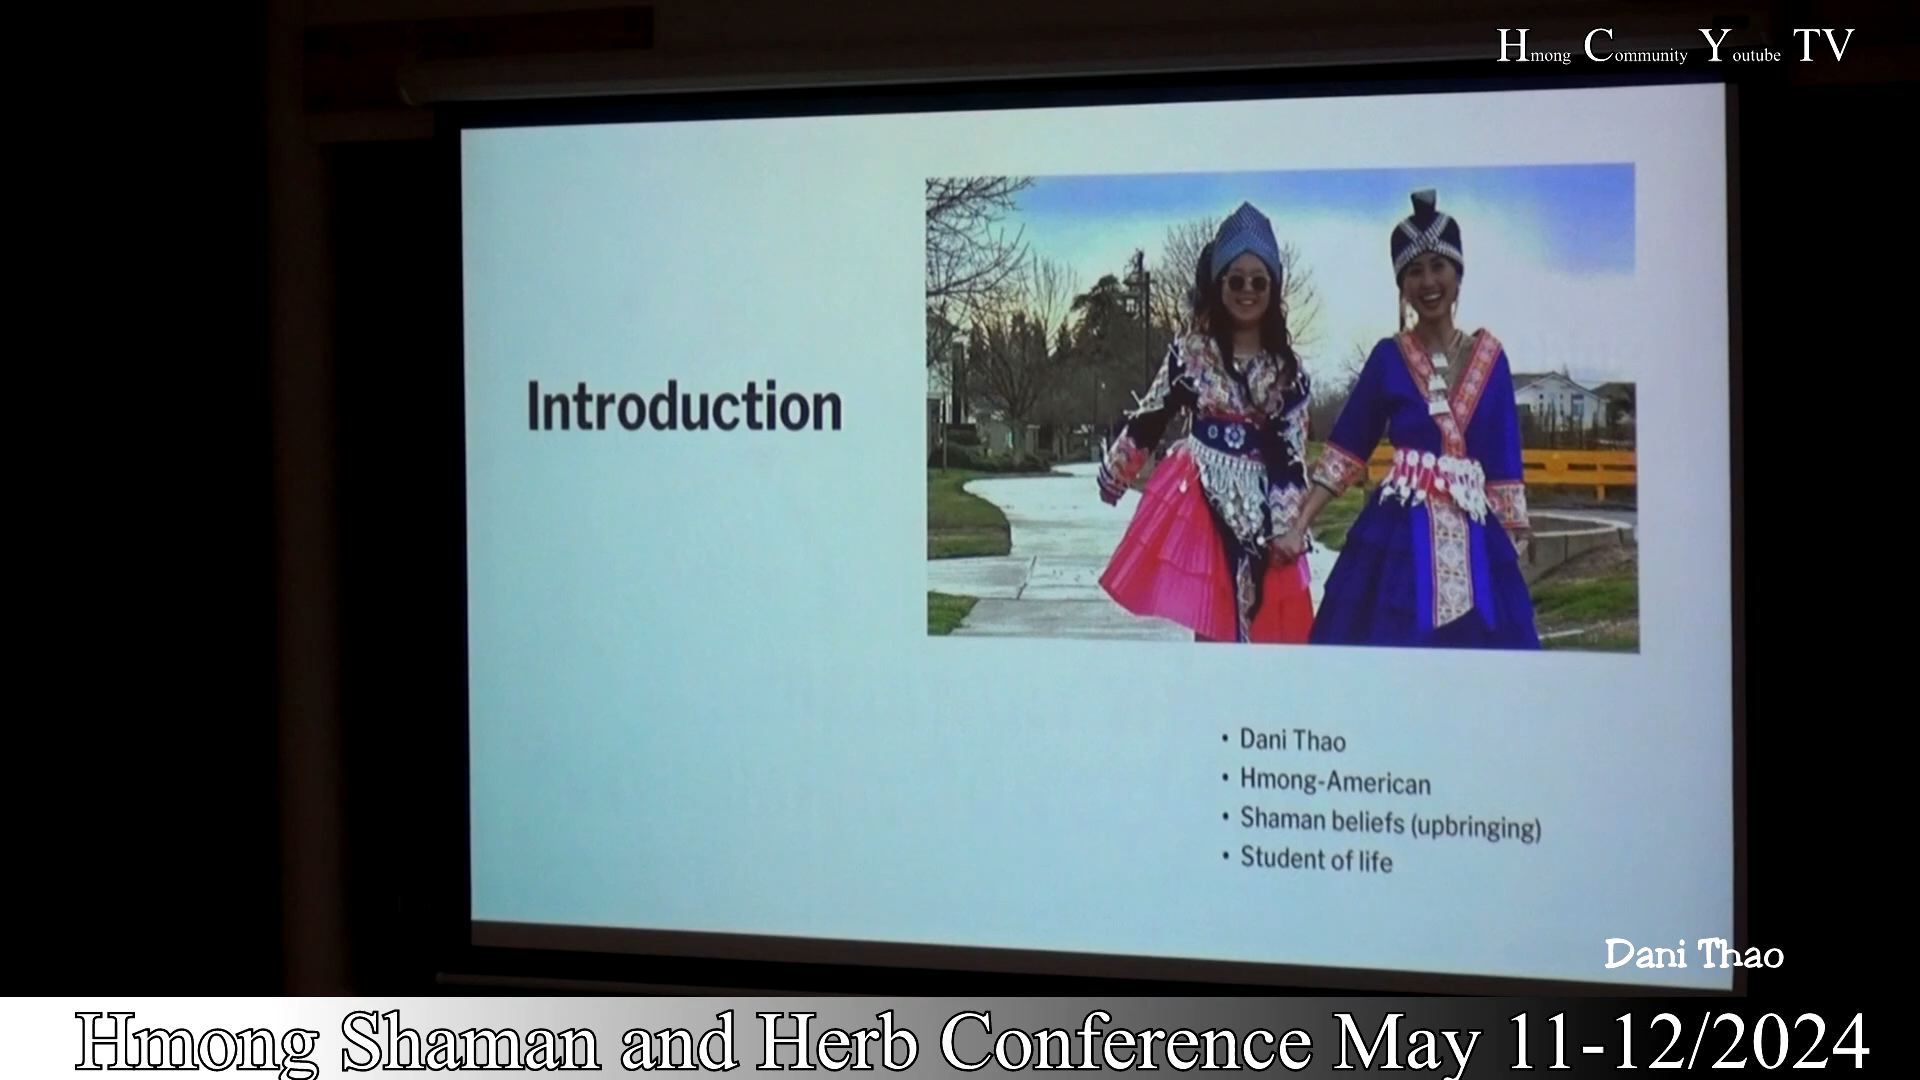 Hmong Community Youtube TV
Introduction
• Dani Thao
• Hmong-American
• Shaman beliefs (upbringing)
• Student of life
Dani Thao
Hmong Shaman and Herb Conference May 11-12/2024